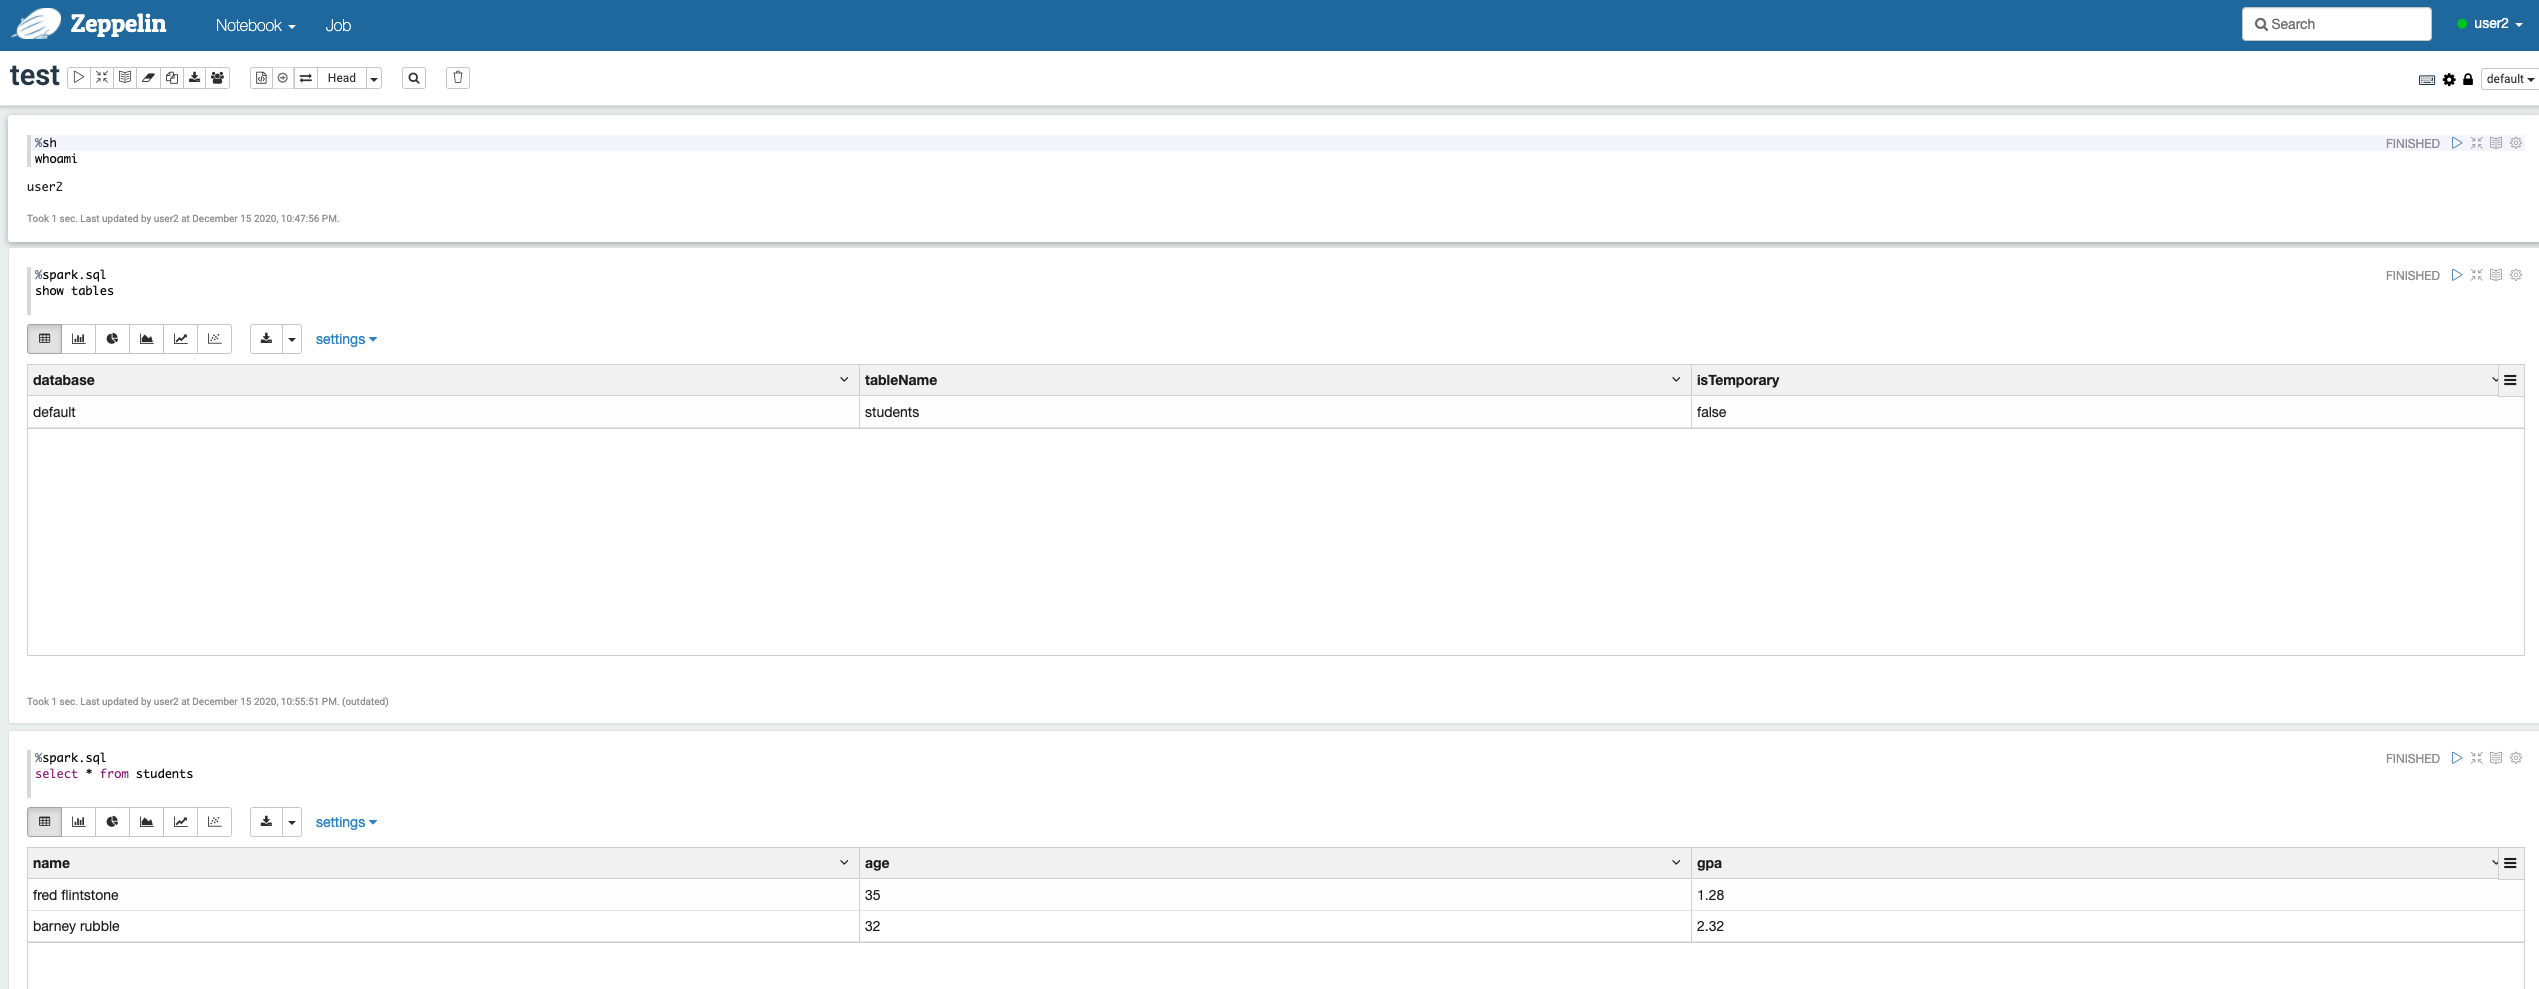 Zeppelin Notebook Job Search user2
test Head default
%sh FINISHED
whoami
user2
Took 1 sec. Last updated by user2 at December 15 2020, 10:47:56 PM.
%spark.sql FINISHED
show tables
settings
database tableName isTemporary
default students false
Took 1 sec. Last updated by user2 at December 15 2020, 10:55:51 PM. (outdated)
%spark.sql FINISHED
select * from students
settings
name age gpa
fred flintstone 35 1.28
barney rubble 32 2.32